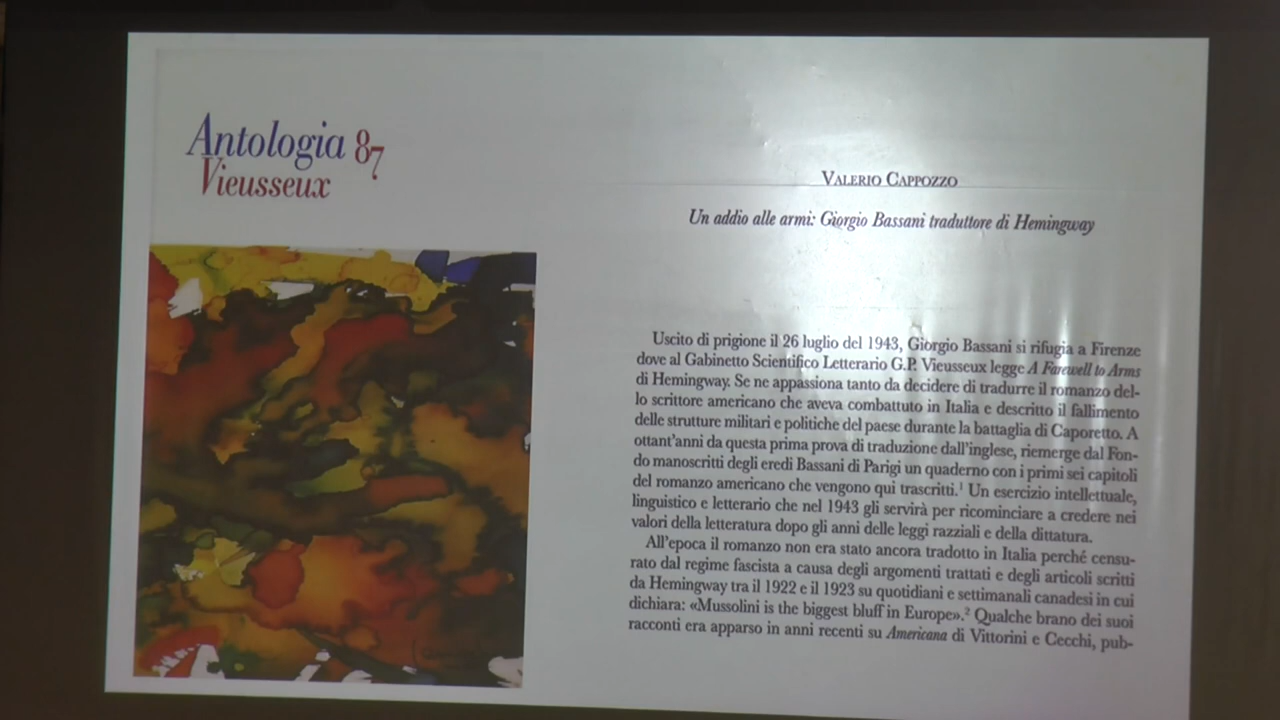 Antologia 87
Vieusseux
VALERIO CAPPOZZO
Un addio alle armi: Giorgio Bassani traduttore di Hemingway
Uscito di prigione il 26 luglio del 1943, Giorgio Bassani si rifugia a Firenze
dove al Gabinetto Scientifico Letterario G.P. Vieusseux legge A Farewell to Arms
di Hemingway. Se ne appassiona tanto da decidere di tradurre il romanzo del-
lo scrittore americano che aveva combattuto in Italia e descritto il fallimento
delle strutture militari e politiche del paese durante la battaglia di Caporetto. A
ottant'anni da questa prima prova di traduzione dall'inglese, riemerge dal Fon-
do manoscritti degli eredi Bassani di Parigi un quaderno con i primi sei capitoli
del romanzo americano che vengono qui trascritti.¹ Un esercizio intellettuale,
linguistico e letterario che nel 1943 gli servirà per ricominciare a credere nei
valori della letteratura dopo gli anni delle leggi razziali e della dittatura.
All'epoca il romanzo non era stato ancora tradotto in Italia perché censu-
rato dal regime fascista a causa degli argomenti trattati e degli articoli scritti
da Hemingway tra il 1922 e il 1923 su quotidiani e settimanali canadesi in cui
dichiara: «Mussolini is the biggest bluff in Europe».² Qualche brano dei suoi
racconti era apparso in anni recenti su Americana di Vittorini e Cecchi, pub-